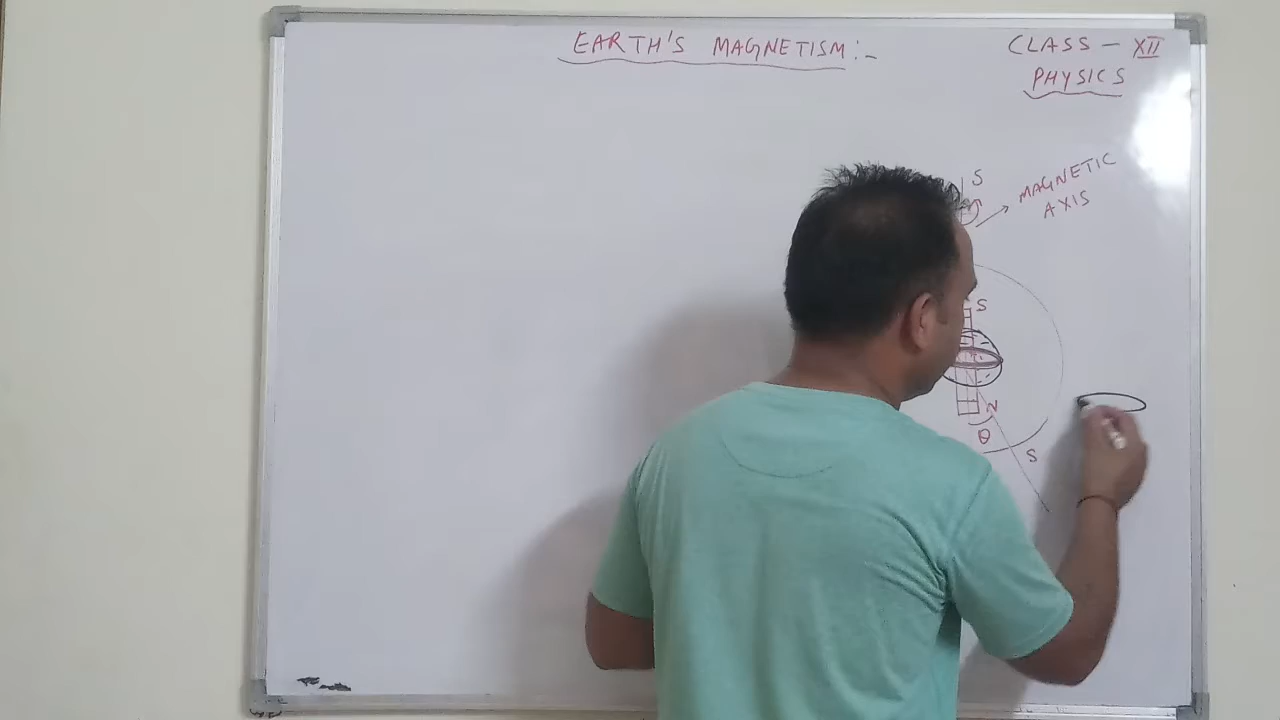 EARTH'S MAGNETISM:-
CLASS - XII
PHYSICS
S
MAGNETIC
AXIS
S
N
θ
S